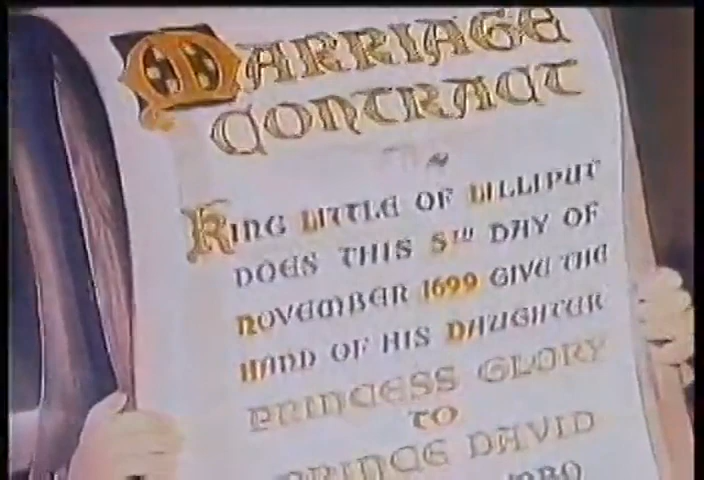 MARRIAGE
CONTRACT
KING LITTLE OF LILLIPUT
DOES THIS 5TH DAY OF
NOVEMBER 1699 GIVE THE
HAND OF HIS DAUGHTER
PRINCESS GLORY
TO
PRINCE DAVID